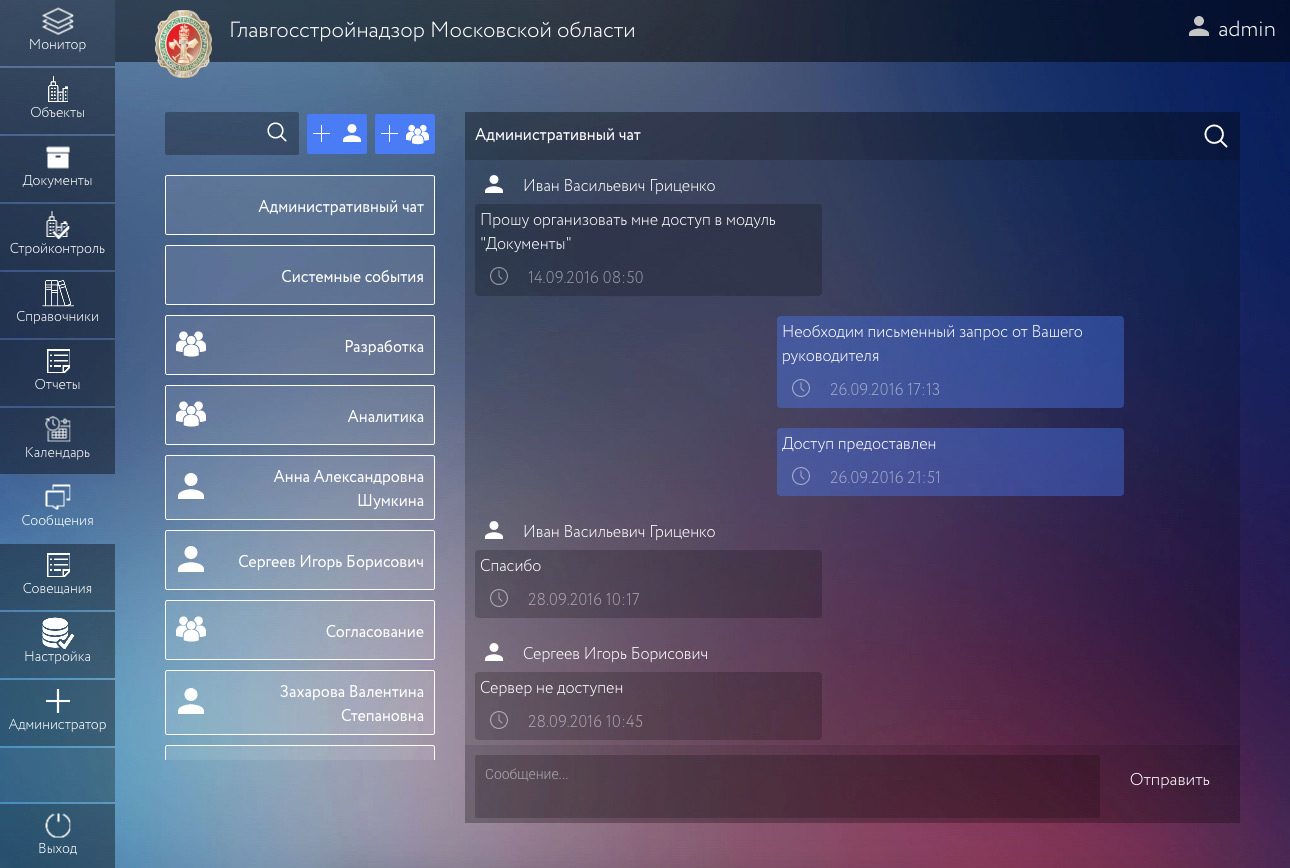 Главгосстройнадзор Московской области
admin
Монитор
Объекты
Документы
Стройконтроль
Справочники
Отчеты
Календарь
Сообщения
Совещания
Настройка
Администратор
Выход
Административный чат
Системные события
Разработка
Аналитика
Анна Александровна
Шумкина
Сергеев Игорь Борисович
Согласование
Захарова Валентина
Степановна
Административный чат
Иван Васильевич Гриценко
Прошу организовать мне доступ в модуль
"Документы"
14.09.2016 08:50
Необходим письменный запрос от Вашего
руководителя
26.09.2016 17:13
Доступ предоставлен
26.09.2016 21:51
Иван Васильевич Гриценко
Спасибо
28.09.2016 10:17
Сергеев Игорь Борисович
Сервер не доступен
28.09.2016 10:45
Сообщение...
Отправить